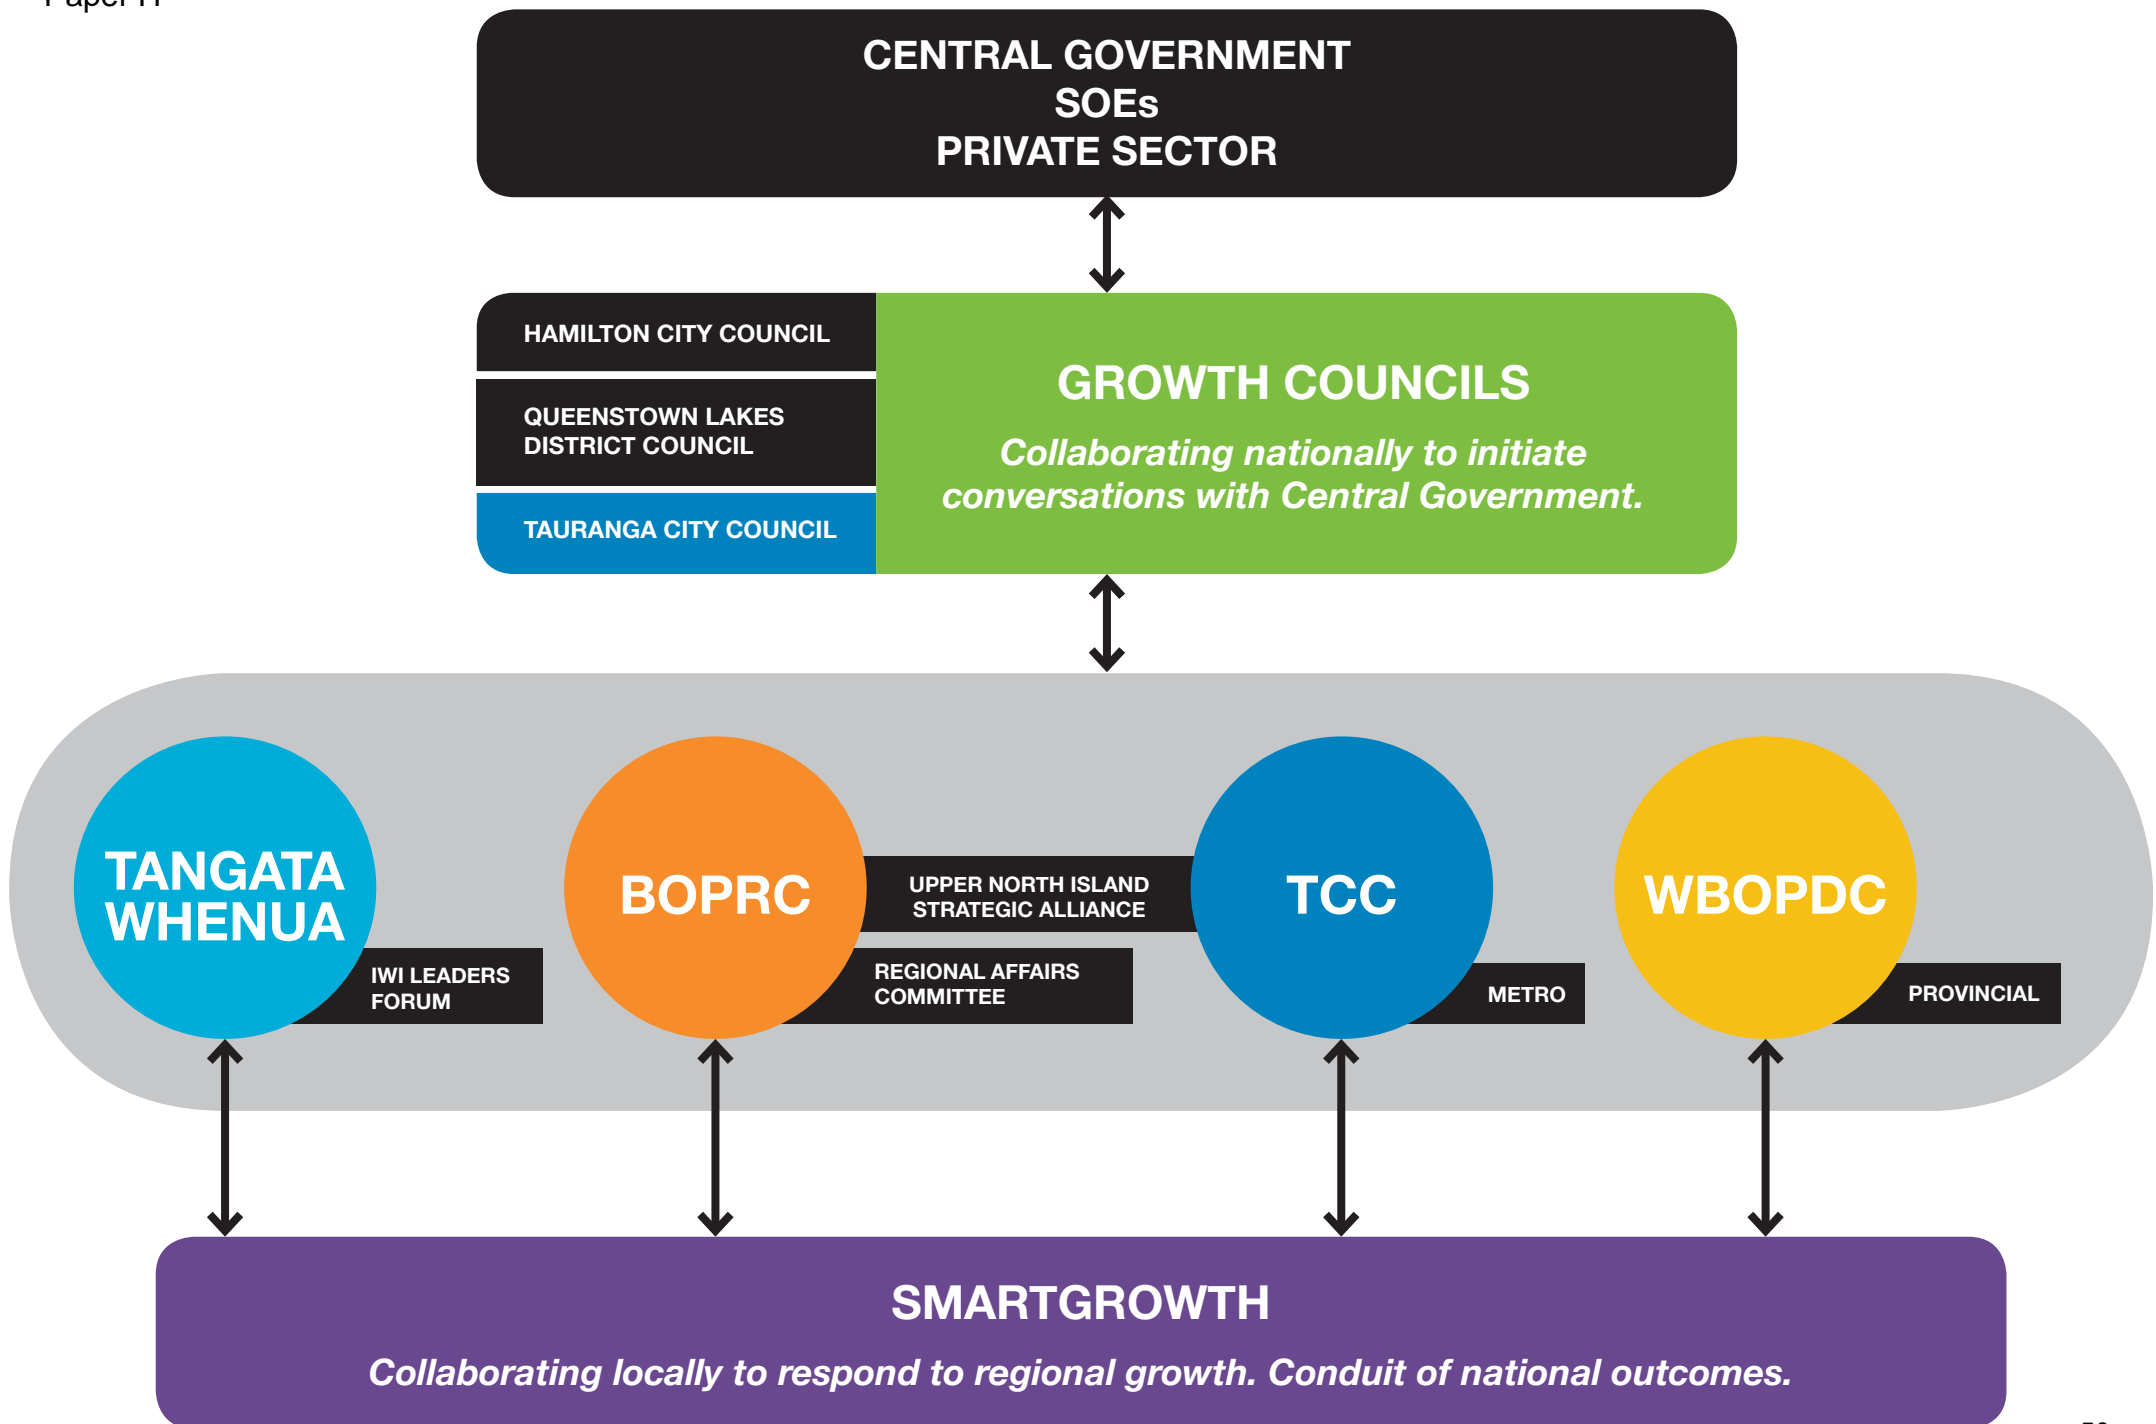 CENTRAL GOVERNMENT
SOEs
PRIVATE SECTOR
HAMILTON CITY COUNCIL
QUEENSTOWN LAKES
DISTRICT COUNCIL
TAURANGA CITY COUNCIL
GROWTH COUNCILS
Collaborating nationally to initiate
conversations with Central Government.
TANGATA
WHENUA
IWI LEADERS
FORUM
BOPRC
UPPER NORTH ISLAND
STRATEGIC ALLIANCE
REGIONAL AFFAIRS
COMMITTEE
TCC
METRO
WBOPDC
PROVINCIAL
SMARTGROWTH
Collaborating locally to respond to regional growth. Conduit of national outcomes.